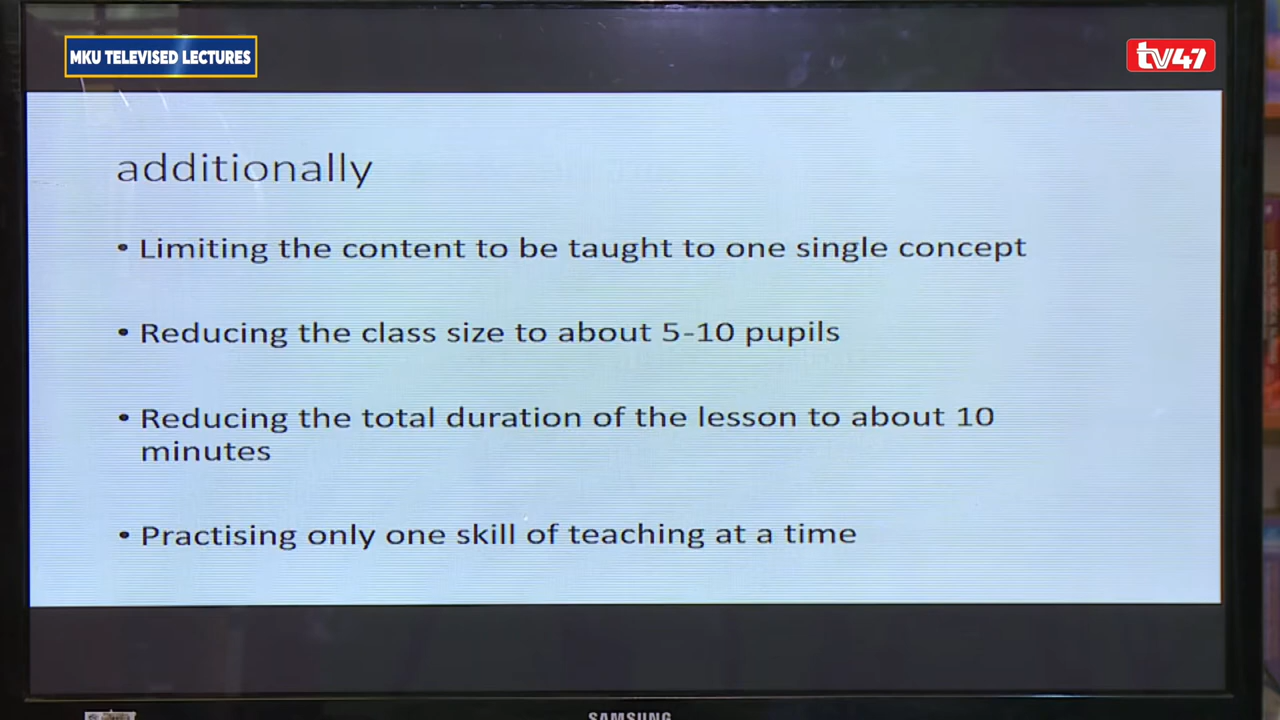 MKU TELEVISED LECTURES
tv47
additionally
• Limiting the content to be taught to one single concept
• Reducing the class size to about 5-10 pupils
• Reducing the total duration of the lesson to about 10
minutes
• Practising only one skill of teaching at a time
SAMSUNG